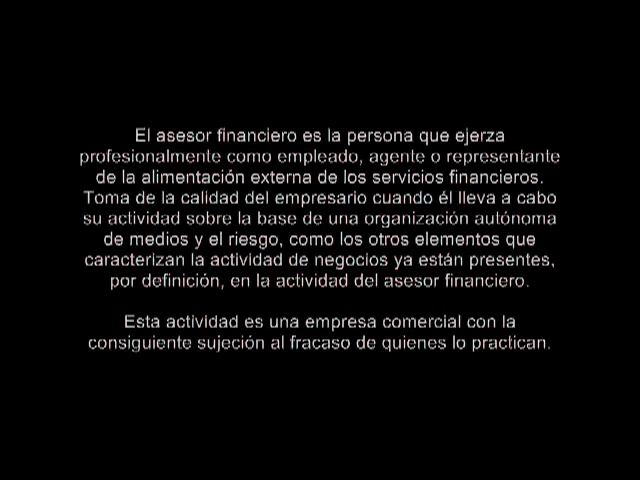 El asesor financiero es la persona que ejerza
profesionalmente como empleado, agente o representante
de la alimentación externa de los servicios financieros.
Toma de la calidad del empresario cuando él lleva a cabo
su actividad sobre la base de una organización autónoma
de medios y el riesgo, como los otros elementos que
caracterizan la actividad de negocios ya están presentes,
por definición, en la actividad del asesor financiero.
Esta actividad es una empresa comercial con la
consiguiente sujeción al fracaso de quienes lo practican.